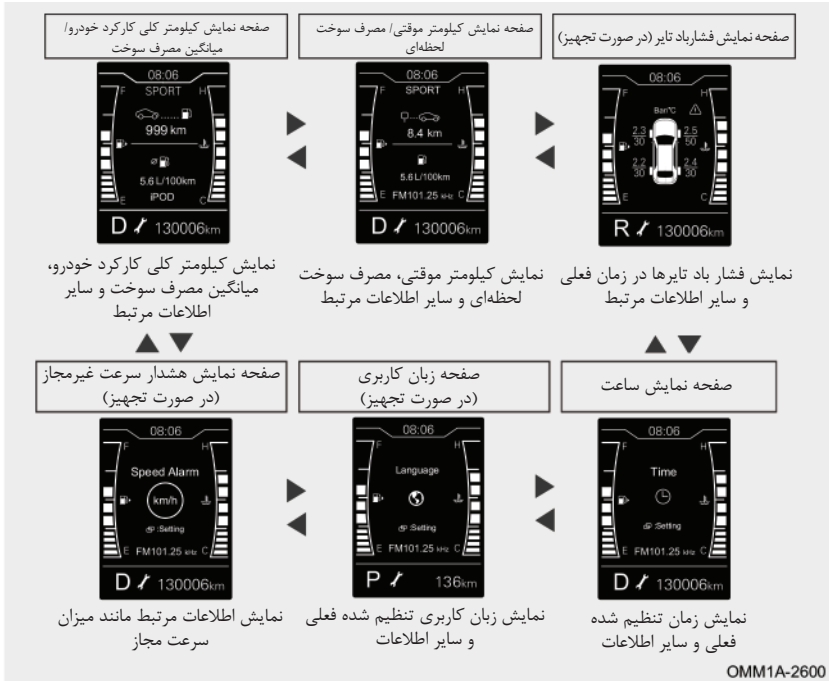 صفحه نمایش کیلومتر کلی کارکرد خودرو/
میانگین مصرف سوخت
08:06
F SPORT H
999 km
ø
5.6 L/100km
E iPOD C
D 130006km
نمایش کیلومتر کلی کارکرد خودرو،
میانگین مصرف سوخت و سایر
اطلاعات مرتبط
صفحه نمایش کیلومتر موقتی/ مصرف سوخت
لحظه‌ای
08:06
F SPORT H
8.4 km
5.6L/100km
E FM101.25 kHz C
D 130006km
نمایش کیلومتر موقتی، مصرف سوخت
لحظه‌ای و سایر اطلاعات مرتبط
صفحه نمایش فشارباد تایر (در صورت تجهیز)
08:06
F H
Bar/°C
2.3 2.5
30 50
2.2 2.4
30 30
E C
R 130006km
نمایش فشار باد تایرها در زمان فعلی
و سایر اطلاعات مرتبط
صفحه نمایش هشدار سرعت غیرمجاز
(در صورت تجهیز)
08:06
F H
Speed Alarm
km/h
:Setting
E FM101.25 kHz C
D 130006km
نمایش اطلاعات مرتبط مانند میزان
سرعت مجاز
صفحه زبان کاربری
(در صورت تجهیز)
08:06
F H
Language
:Setting
E FM101.25 kHz C
P 136km
نمایش زبان کاربری تنظیم شده فعلی
و سایر اطلاعات
صفحه نمایش ساعت
08:06
F H
Time
:Setting
E FM101.25 kHz C
D 130006km
نمایش زمان تنظیم شده
فعلی و سایر اطلاعات
OMM1A-2600